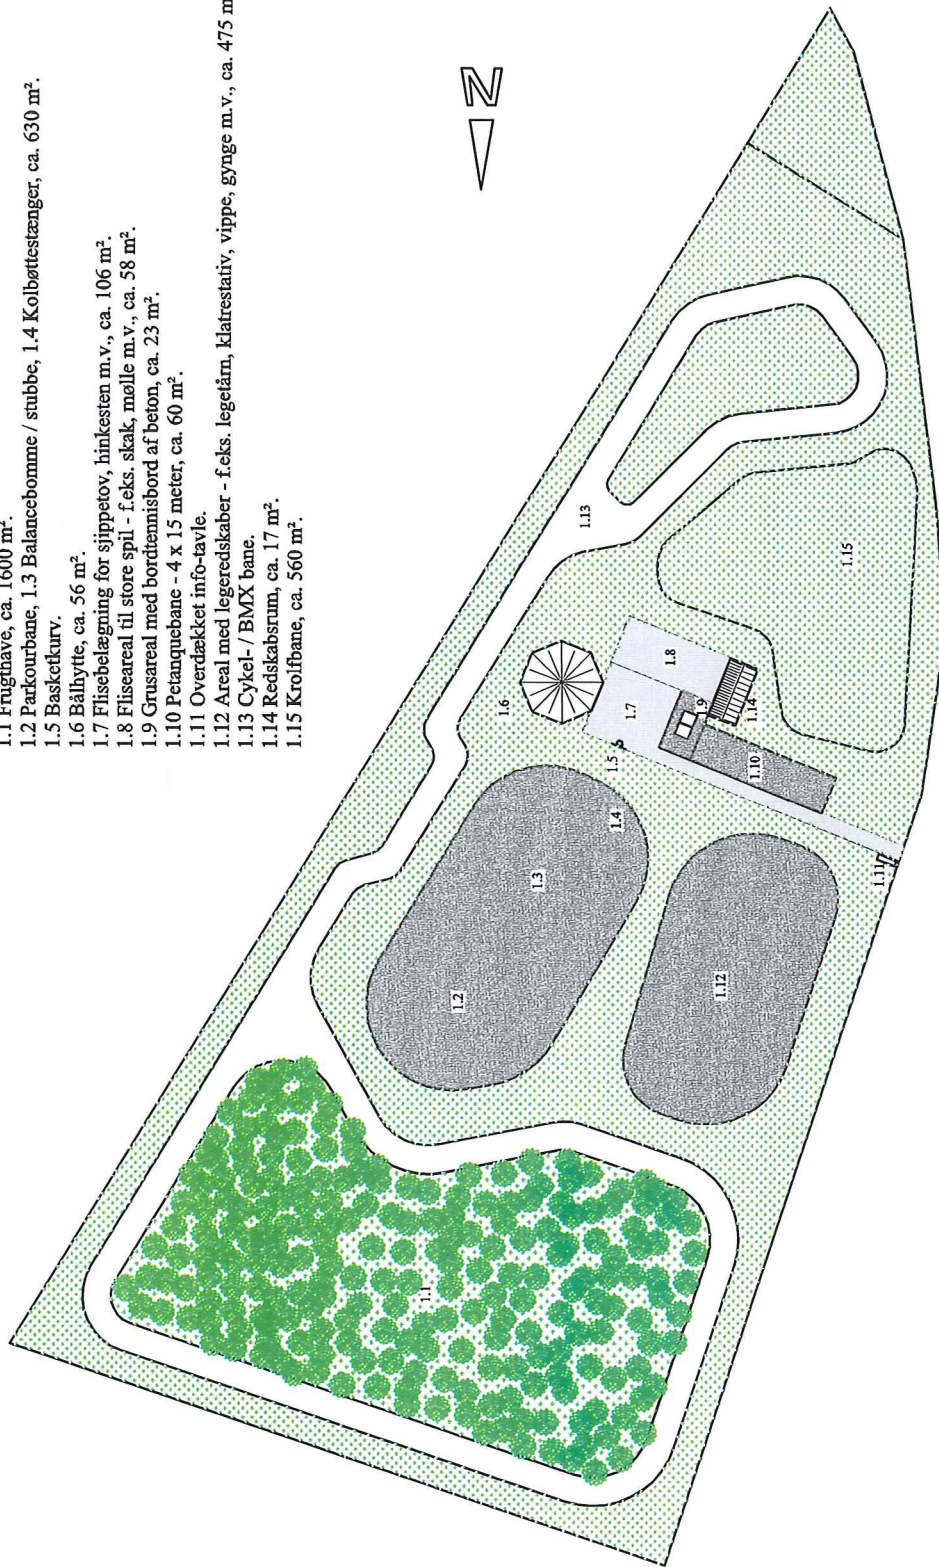 1.1 Frugthave, ca. 1600 m².
1.2 Parkourbane, 1.3 Balancebomme / stubbe, 1.4 Kolbøttestænger, ca. 630 m².
1.5 Basketkurv.
1.6 Bålhytte, ca. 56 m².
1.7 Flisebelægning for sjippetov, hinkesten m.v., ca. 106 m².
1.8 Fliseareal til store spil - f.eks. skak, mølle m.v., ca. 58 m².
1.9 Grusareal med bordtennisbord af beton, ca. 23 m².
1.10 Petanquebane - 4 x 15 meter, ca. 60 m².
1.11 Overdækket info-tavle.
1.12 Areal med legeredskaber - f.eks. legetårn, klatrestativ, vippe, gynge m.v., ca. 475 m
1.13 Cykel- / BMX bane.
1.14 Redskabsrum, ca. 17 m².
1.15 Krolfbane, ca. 560 m².
N
1.1
1.2
1.3
1.4
1.5
1.6
1.7
1.8
1.9
1.10
1.11
1.12
1.13
1.14
1.15